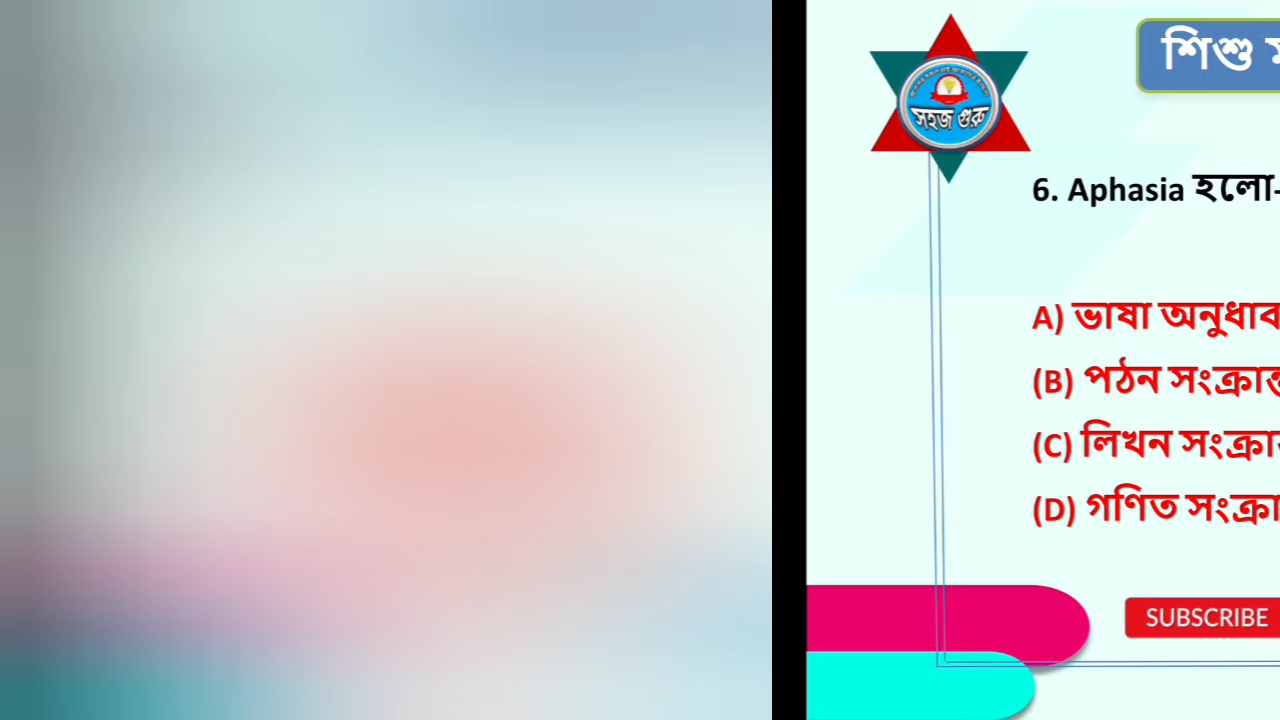 শিশু
সহজ গুরু
6. Aphasia হলো-
A) ভাষা অনুধাব
(B) পঠন সংক্রান্ত
(C) লিখন সংক্রা
(D) গণিত সংক্রা
SUBSCRIBE